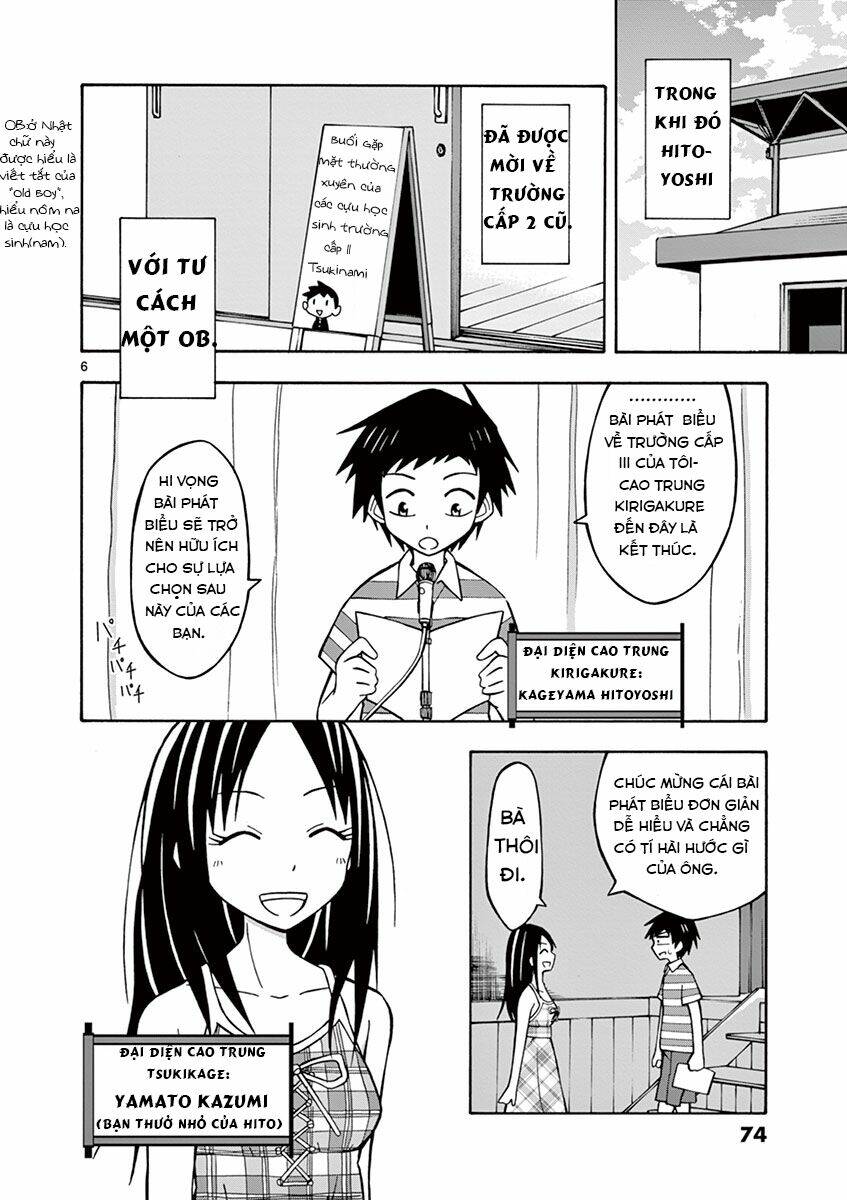 TRONG
KHI ĐÓ
HITO-
YOSHI
ĐÃ ĐƯỢC
MỜI VỀ
TRƯỜNG
CẤP 2 CŨ.
BUỔI GẶP
MẶT THƯỜNG
XUYÊN CỦA
CÁC CỰU HỌC
SINH TRƯỜNG
CẤP II
TSUKINAMI
VỚI TƯ
CÁCH
MỘT OB.
OB:Ở Nhật
chữ này
được hiểu là
viết tắt của
"Old Boy",
hiểu nôm na
là cựu học
sinh(nam).
6
............
BÀI PHÁT BIỂU
VỀ TRƯỜNG CẤP
III CỦA TÔI-
CAO TRUNG
KIRIGAKURE
ĐẾN ĐÂY LÀ
KẾT THÚC.
HI VỌNG
BÀI PHÁT
BIỂU SẼ TRỞ
NÊN HỮU ÍCH
CHO SỰ LỰA
CHỌN SAU
NÀY CỦA CÁC
BẠN.
パチ
パチ
パチ
ĐẠI DIỆN CAO TRUNG
KIRIGAKURE:
KAGEYAMA HITOYOSHI
CHÚC MỪNG CÁI BÀI
PHÁT BIỂU ĐƠN GIẢN
DỄ HIỂU VÀ CHẲNG
CÓ TÍ HÀI HƯỚC GÌ
CỦA ÔNG.
BÀ
THÔI
ĐI.
ĐẠI DIỆN CAO TRUNG
TSUKIKAGE:
YAMATO KAZUMI
(BẠN THUỞ NHỎ CỦA HITO)
74